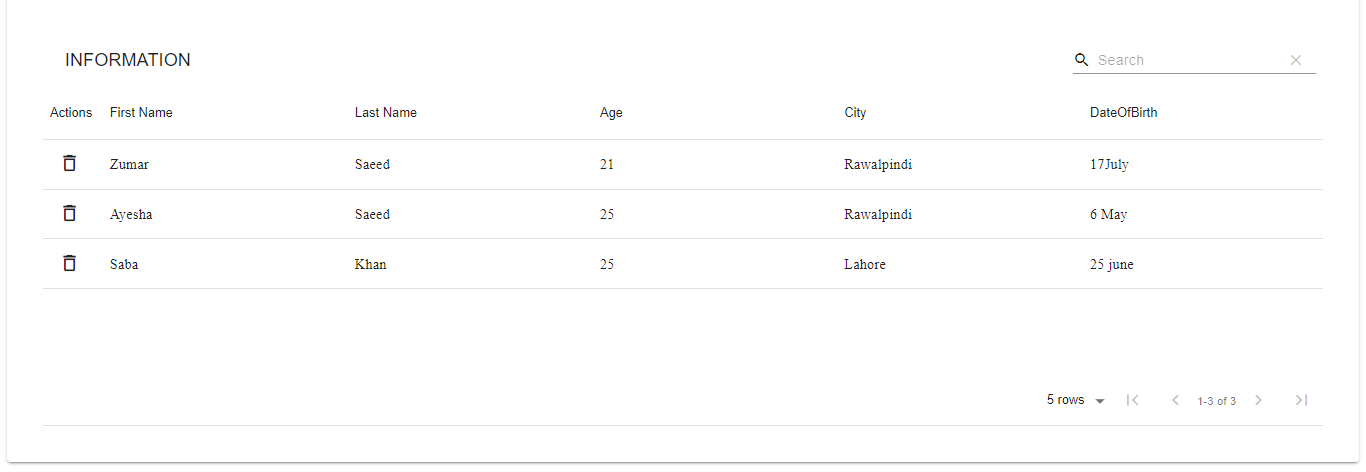 INFORMATION Search
Actions First Name Last Name Age City DateOfBirth
Zumar Saeed 21 Rawalpindi 17July
Ayesha Saeed 25 Rawalpindi 6 May
Saba Khan 25 Lahore 25 june
5 rows 1-3 of 3